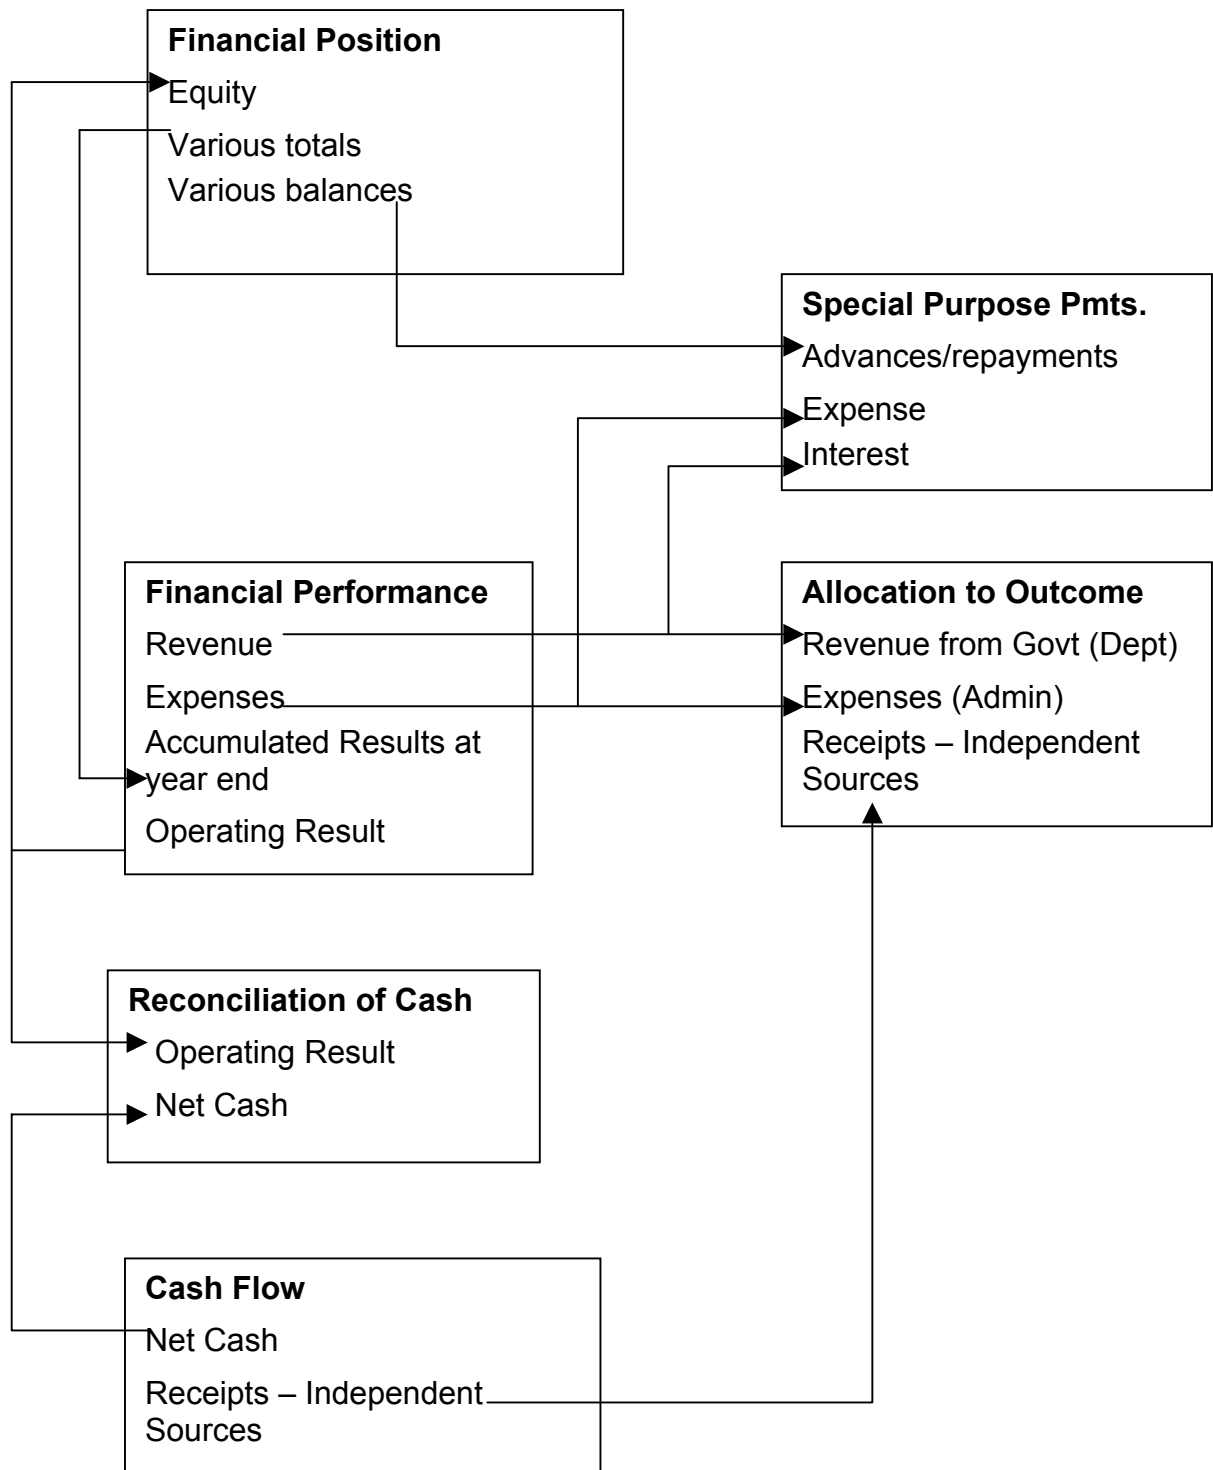 Financial Position
Equity
Various totals
Various balances
Special Purpose Pmts.
Advances/repayments
Expense
Interest
Financial Performance
Revenue
Expenses
Accumulated Results at
year end
Operating Result
Allocation to Outcome
Revenue from Govt (Dept)
Expenses (Admin)
Receipts – Independent
Sources
Reconciliation of Cash
Operating Result
Net Cash
Cash Flow
Net Cash
Receipts – Independent
Sources